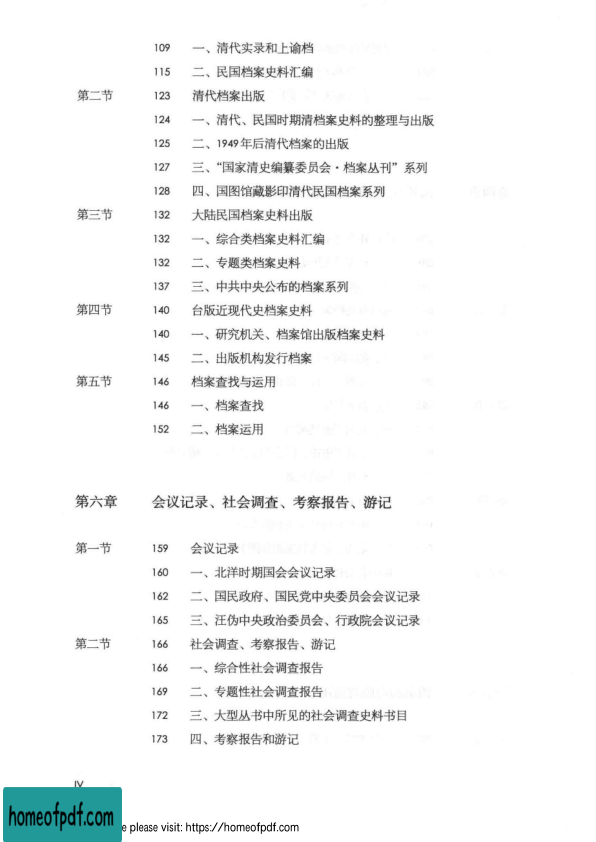 109 一、清代实录和上谕档
115 二、民国档案史料汇编
第二节 123 清代档案出版
124 一、清代、民国时期清档案史料的整理与出版
125 二、1949年后清代档案的出版
127 三、“国家清史编纂委员会·档案丛刊”系列
128 四、国图馆藏影印清代民国档案系列
第三节 132 大陆民国档案史料出版
132 一、综合类档案史料汇编
132 二、专题类档案史料
137 三、中共中央公布的档案系列
第四节 140 台版近现代史档案史料
140 一、研究机关、档案馆出版档案史料
145 二、出版机构发行档案
第五节 146 档案查找与运用
146 一、档案查找
152 二、档案运用
第六章 会议记录、社会调查、考察报告、游记
第一节 159 会议记录
160 一、北洋时期国会会议记录
162 二、国民政府、国民党中央委员会会议记录
165 三、汪伪中央政治委员会、行政院会议记录
第二节 166 社会调查、考察报告、游记
166 一、综合性社会调查报告
169 二、专题性社会调查报告
172 三、大型丛书中所见的社会调查史料书目
173 四、考察报告和游记
IV
homeofpdf.com
e please visit: https://homeofpdf.com